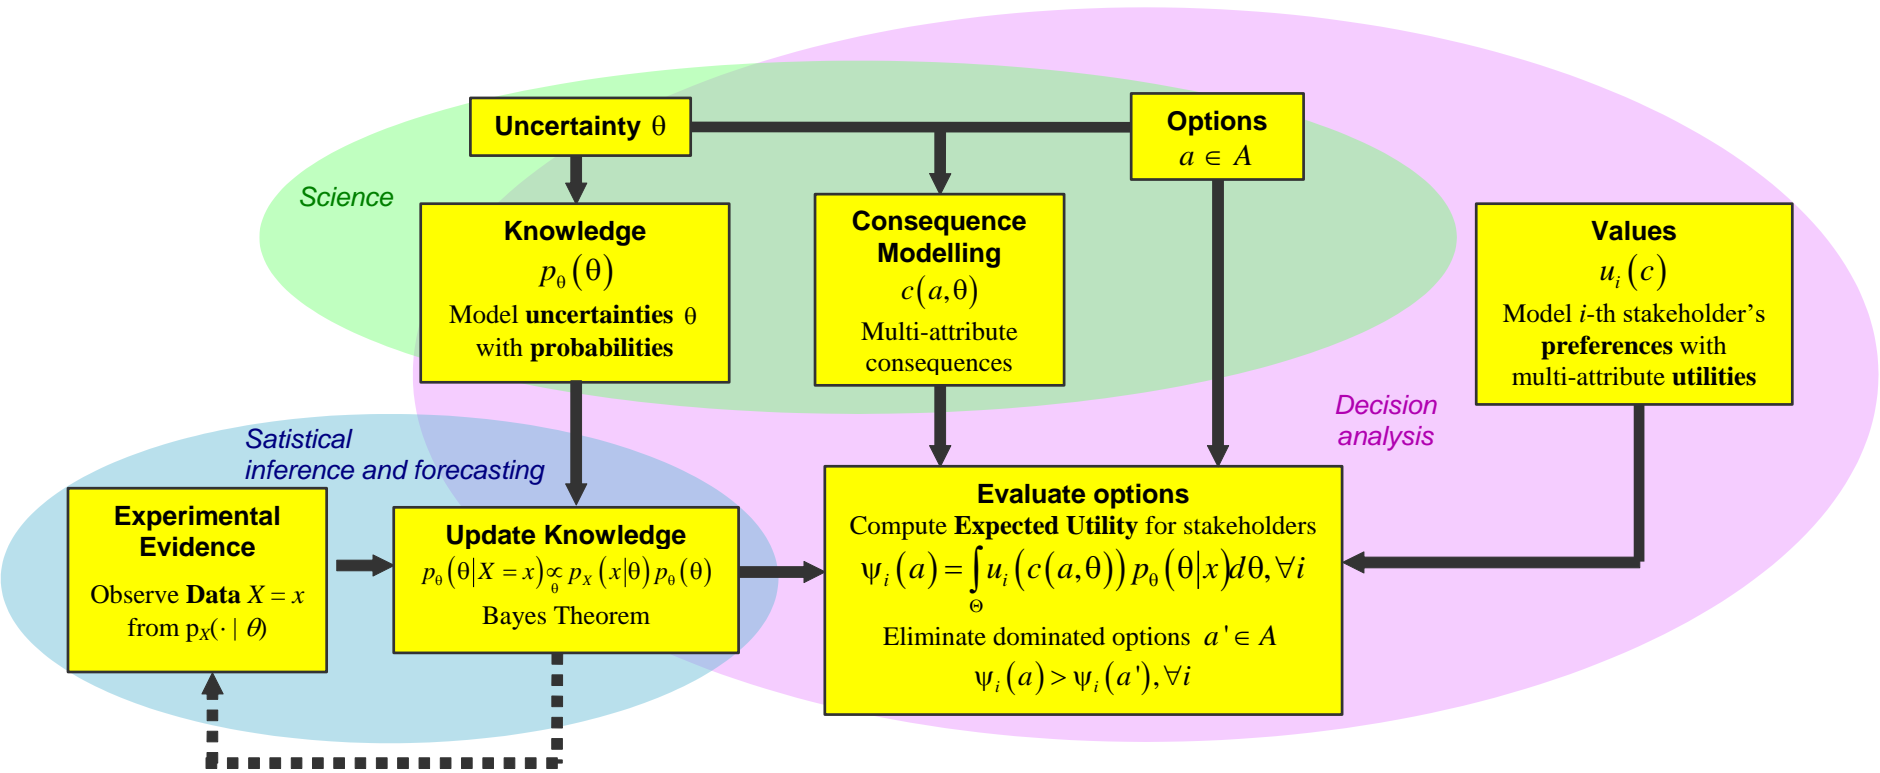 Uncertainty θ
Options
a ∈ A
Science
Knowledge
p_θ(θ)
Model uncertainties θ
with probabilities
Consequence
Modelling
c(a,θ)
Multi-attribute
consequences
Values
u_i(c)
Model i-th stakeholder's
preferences with
multi-attribute utilities
Decision
analysis
Satistical
inference and forecasting
Experimental
Evidence
Observe Data X = x
from p_X(· | θ)
Update Knowledge
p_θ(θ|X = x) ∝_θ p_X(x|θ) p_θ(θ)
Bayes Theorem
Evaluate options
Compute Expected Utility for stakeholders
ψ_i(a) = ∫_Θ u_i(c(a,θ)) p_θ(θ|x)dθ, ∀i
Eliminate dominated options a' ∈ A
ψ_i(a) > ψ_i(a'), ∀i